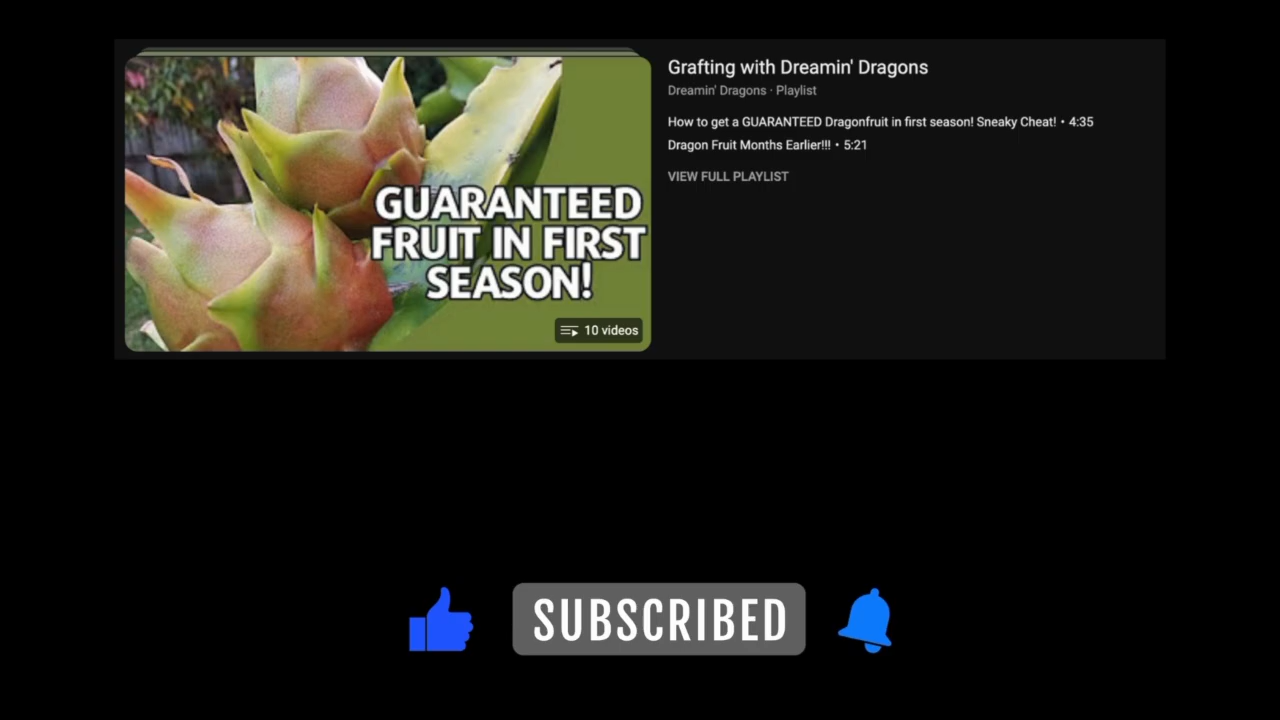 GUARANTEED
FRUIT IN FIRST
SEASON!
10 videos
Grafting with Dreamin' Dragons
Dreamin' Dragons · Playlist
How to get a GUARANTEED Dragonfruit in first season! Sneaky Cheat! • 4:35
Dragon Fruit Months Earlier!!! • 5:21
VIEW FULL PLAYLIST
SUBSCRIBED